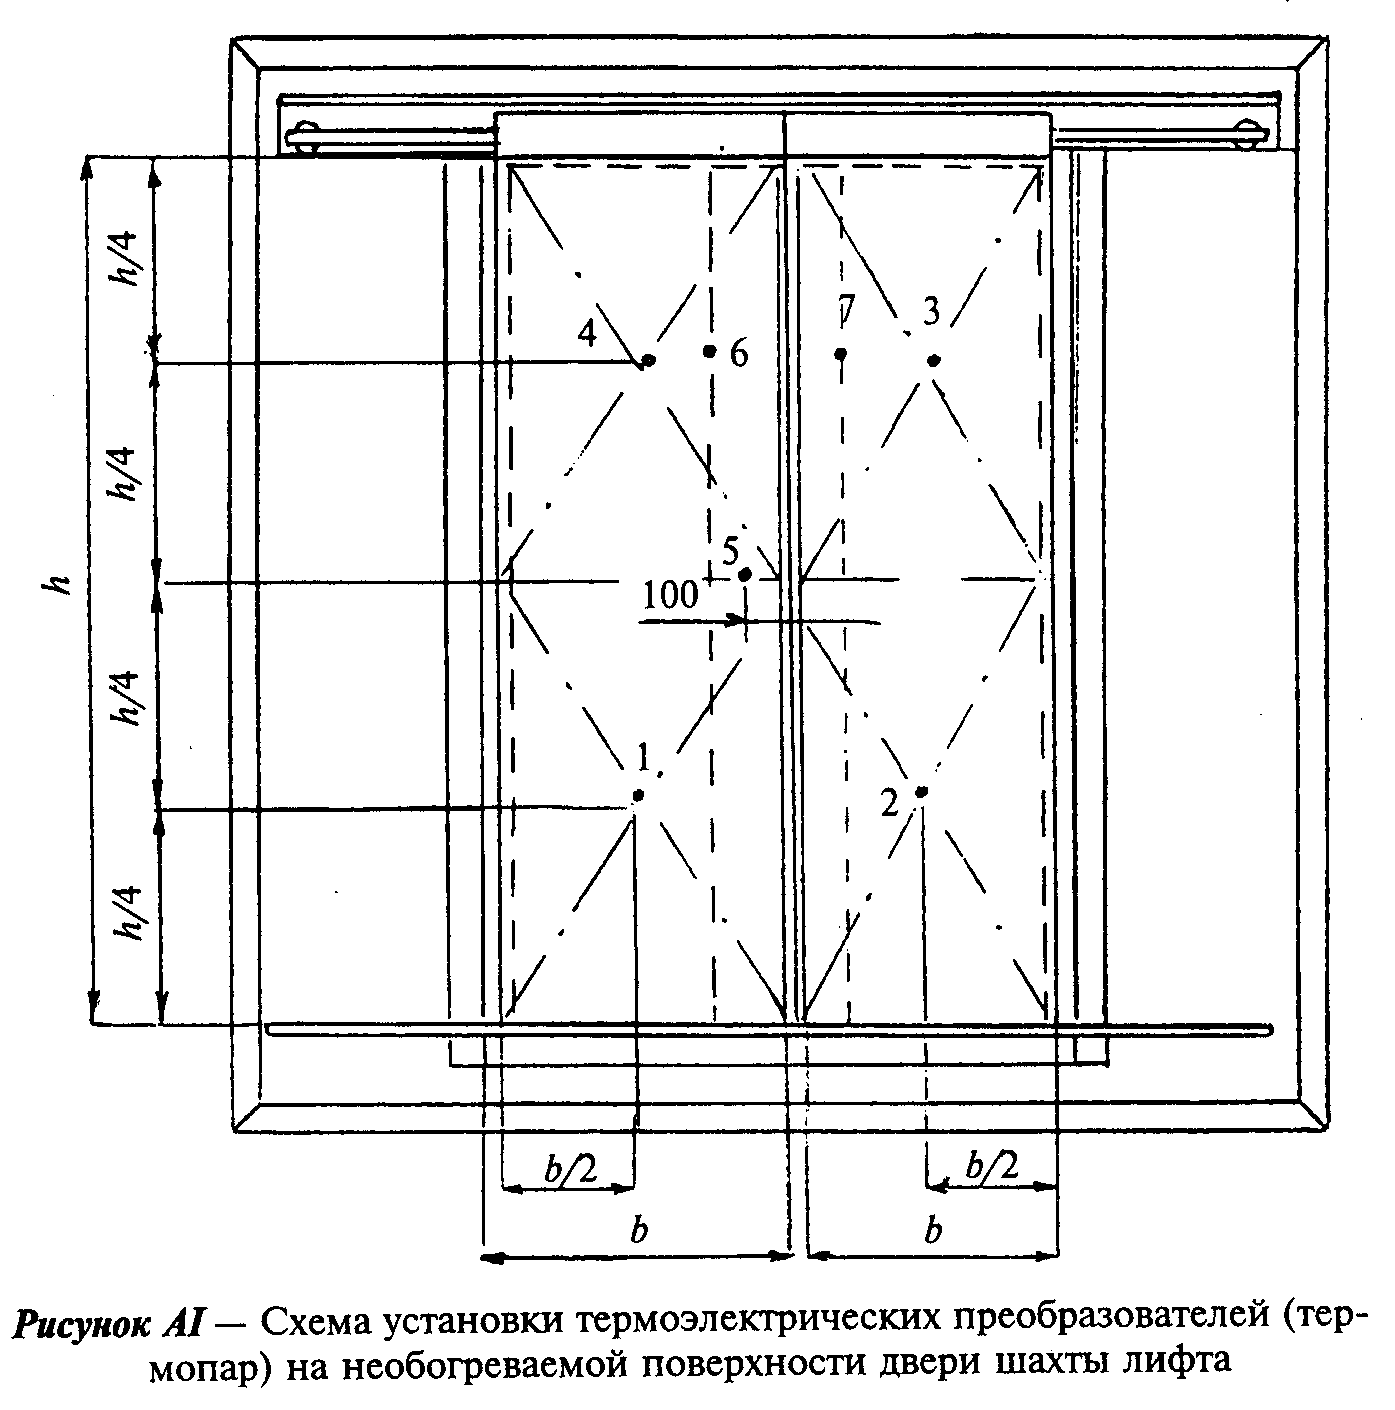 h/4
7
3
4
6
h/4
h
5
100
h/4
1
2
h/4
b/2
b/2
b
b
Рисунок AI — Схема установки термоэлектрических преобразователей (тер-
мопар) на необогреваемой поверхности двери шахты лифта